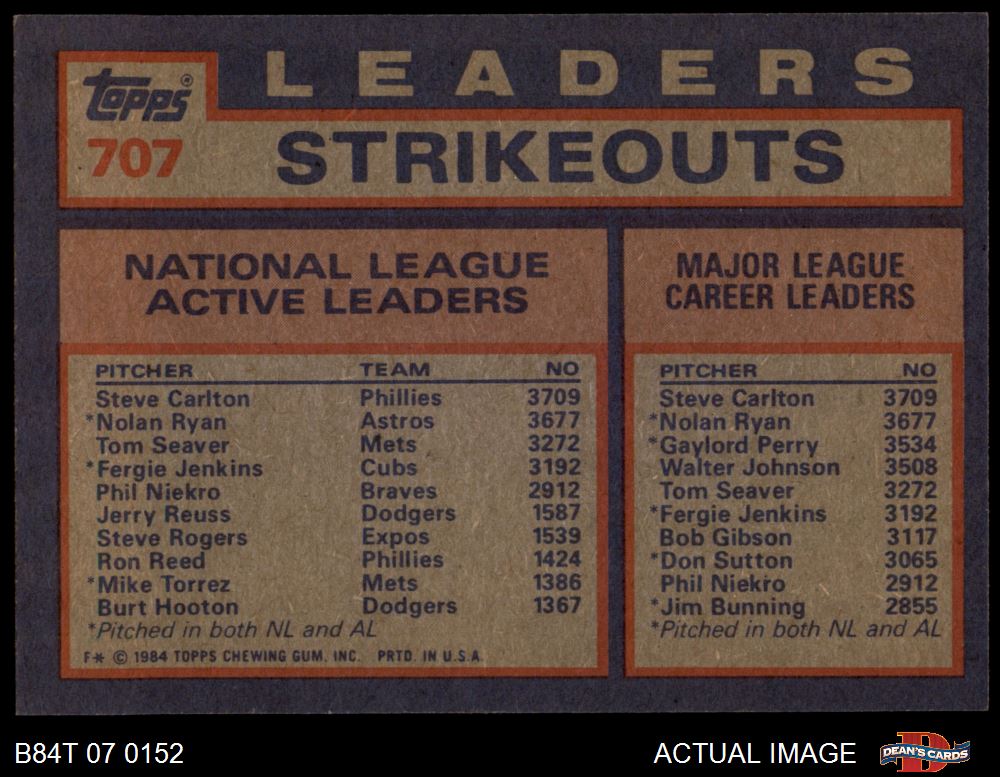 LEADERS
Topps®
707
STRIKEOUTS
NATIONAL LEAGUE
ACTIVE LEADERS
PITCHER TEAM NO
Steve Carlton Phillies 3709
*Nolan Ryan Astros 3677
Tom Seaver Mets 3272
*Fergie Jenkins Cubs 3192
Phil Niekro Braves 2912
Jerry Reuss Dodgers 1587
Steve Rogers Expos 1539
Ron Reed Phillies 1424
*Mike Torrez Mets 1386
Burt Hooton Dodgers 1367
*Pitched in both NL and AL
F* © 1984 TOPPS CHEWING GUM, INC. PRTD. IN U.S.A.
MAJOR LEAGUE
CAREER LEADERS
PITCHER NO
Steve Carlton 3709
*Nolan Ryan 3677
*Gaylord Perry 3534
Walter Johnson 3508
Tom Seaver 3272
*Fergie Jenkins 3192
Bob Gibson 3117
*Don Sutton 3065
Phil Niekro 2912
*Jim Bunning 2855
*Pitched in both NL and AL
B84T 07 0152
ACTUAL IMAGE
DEAN'S CARDS